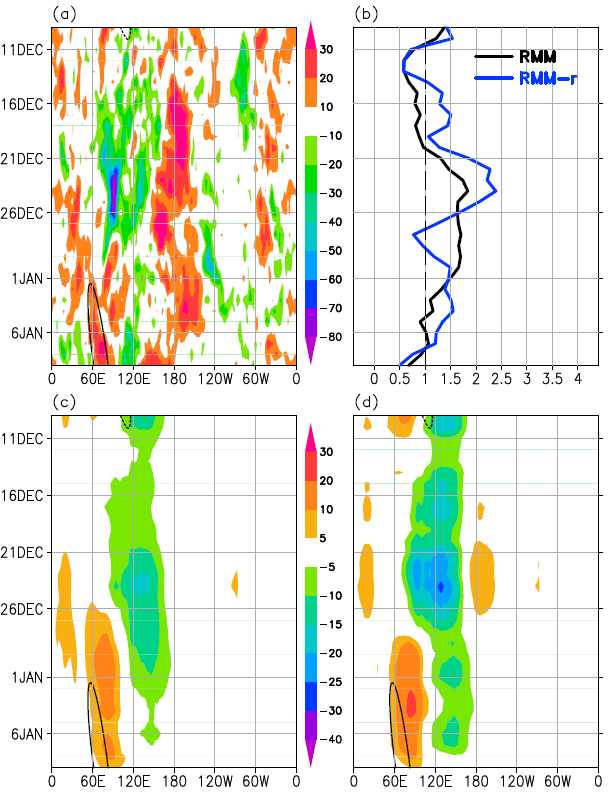 (a)
(b)
11DEC
16DEC
21DEC
26DEC
1JAN
6JAN
0 60E 120E 180 120W 60W 0
30
20
10
-10
-20
-30
-40
-50
-60
-70
-80
RMM
RMM-r
0 0.5 1 1.5 2 2.5 3 3.5 4
(c)
(d)
11DEC
16DEC
21DEC
26DEC
1JAN
6JAN
0 60E 120E 180 120W 60W 0
30
20
10
5
-5
-10
-15
-20
-25
-30
-40
0 60E 120E 180 120W 60W 0